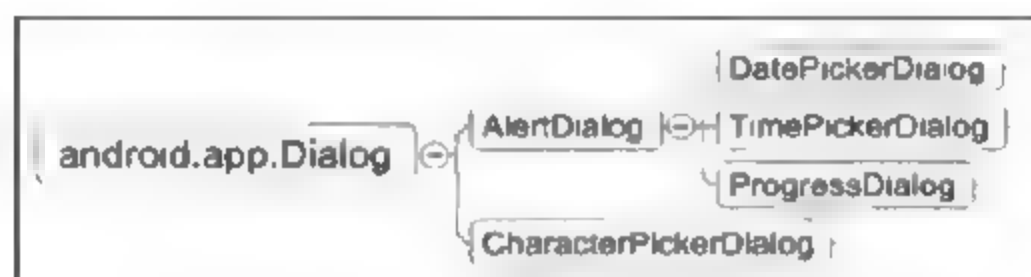 DatePickerDialog
AlertDialog TimePickerDialog
android.app.Dialog
ProgressDialog
CharacterPickerDialog